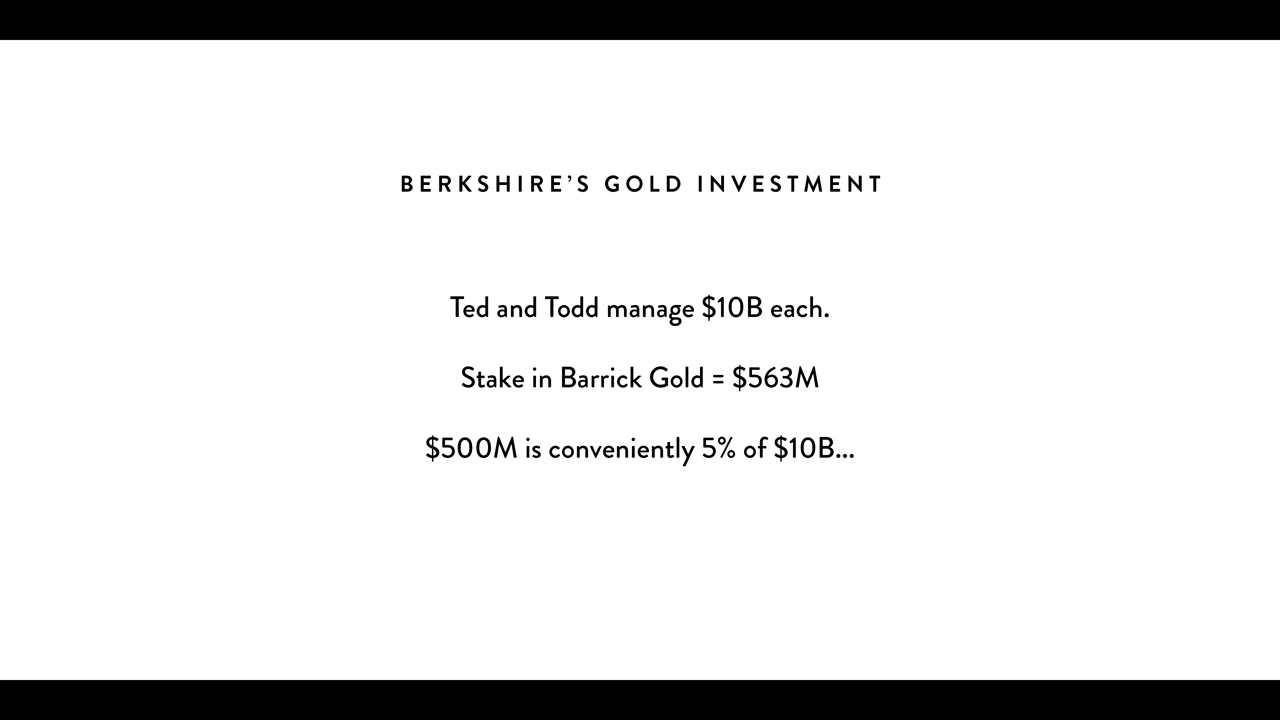 BERKSHIRE’S GOLD INVESTMENT
Ted and Todd manage $10B each.
Stake in Barrick Gold = $563M
$500M is conveniently 5% of $10B...